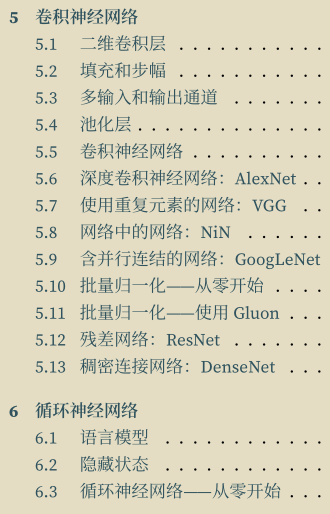 5 卷积神经网络
5.1 二维卷积层 . . . . . . . . . . .
5.2 填充和步幅 . . . . . . . . . . .
5.3 多输入和输出通道 . . . . . . .
5.4 池化层 . . . . . . . . . . . . . .
5.5 卷积神经网络 . . . . . . . . . .
5.6 深度卷积神经网络：AlexNet . .
5.7 使用重复元素的网络：VGG . . .
5.8 网络中的网络：NiN . . . . . .
5.9 含并行连结的网络：GoogLeNet
5.10 批量归一化——从零开始 . . . .
5.11 批量归一化——使用 Gluon . . .
5.12 残差网络：ResNet . . . . . . .
5.13 稠密连接网络：DenseNet . . .
6 循环神经网络
6.1 语言模型 . . . . . . . . . . . .
6.2 隐藏状态 . . . . . . . . . . . .
6.3 循环神经网络——从零开始 . . .